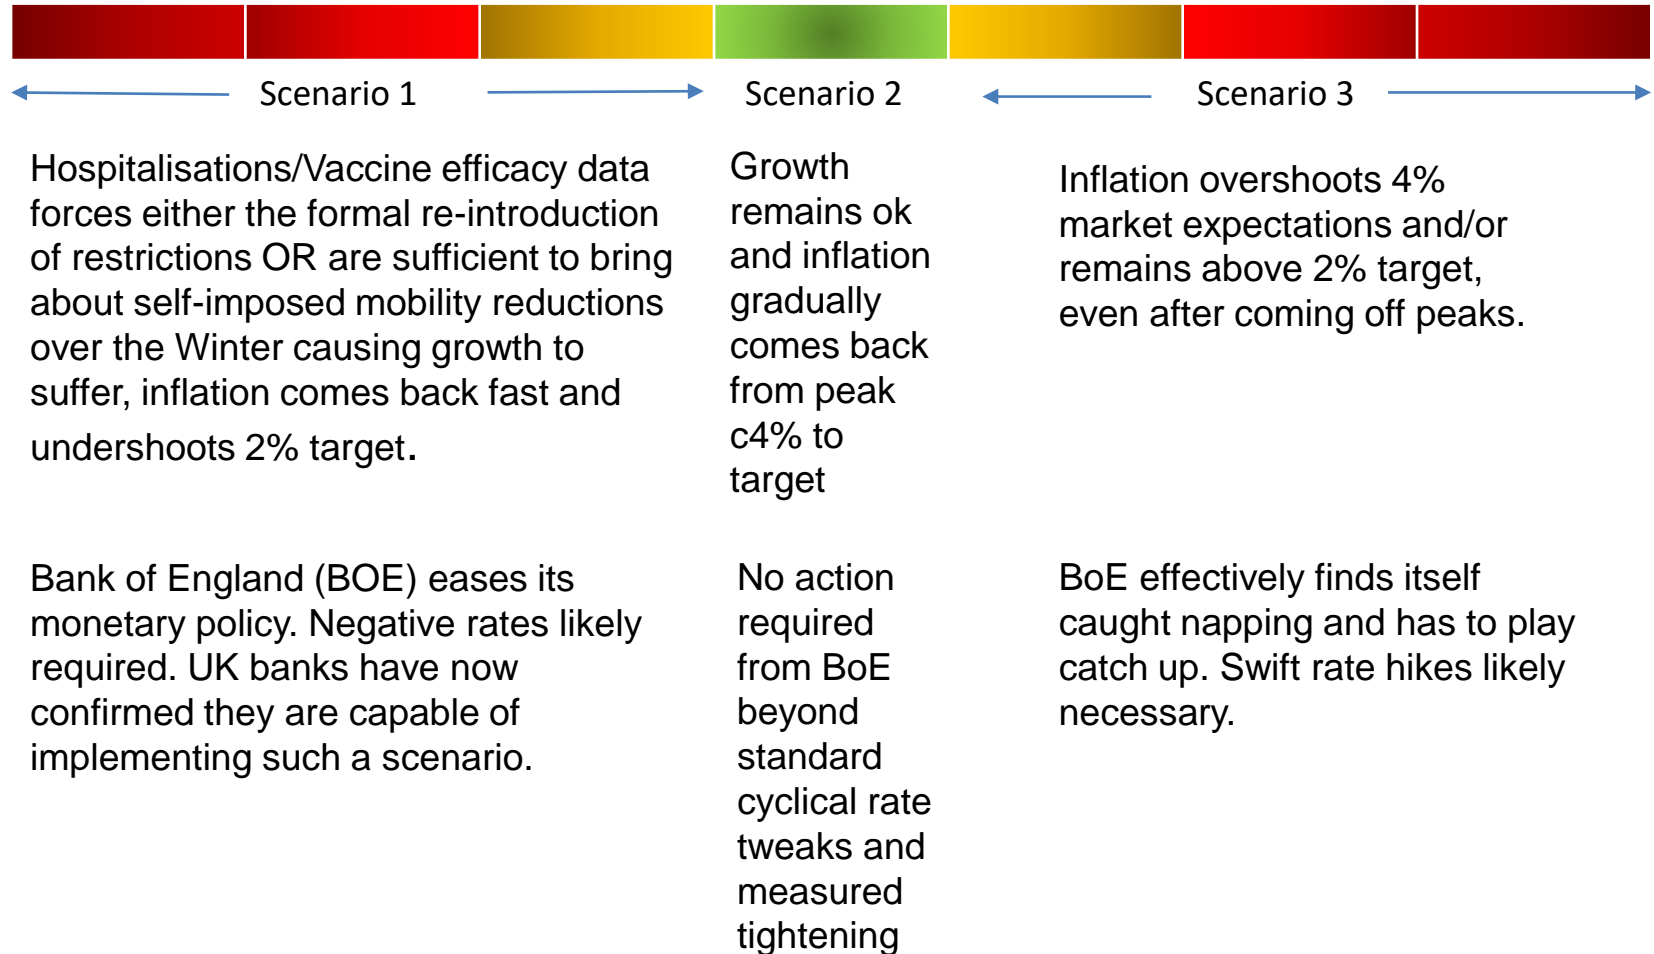 Scenario 1
Scenario 2
Scenario 3
Hospitalisations/Vaccine efficacy data
forces either the formal re-introduction
of restrictions OR are sufficient to bring
about self-imposed mobility reductions
over the Winter causing growth to
suffer, inflation comes back fast and
undershoots 2% target.
Growth
remains ok
and inflation
gradually
comes back
from peak
c4% to
target
Inflation overshoots 4%
market expectations and/or
remains above 2% target,
even after coming off peaks.
Bank of England (BOE) eases its
monetary policy. Negative rates likely
required. UK banks have now
confirmed they are capable of
implementing such a scenario.
No action
required
from BoE
beyond
standard
cyclical rate
tweaks and
measured
tightening
BoE effectively finds itself
caught napping and has to play
catch up. Swift rate hikes likely
necessary.